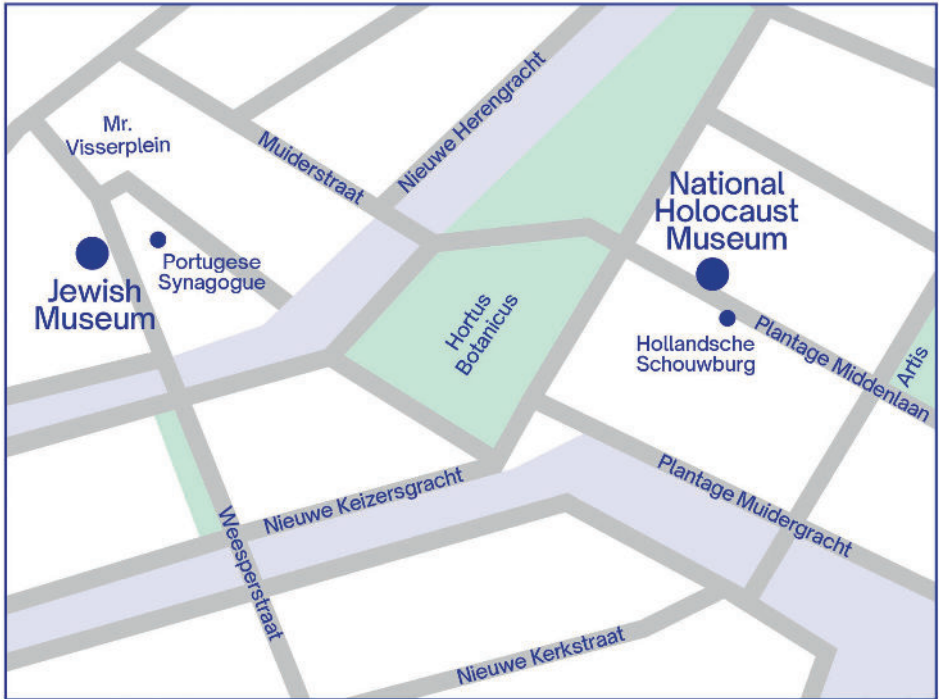 Mr.
Visserplein
Muiderstraat
Nieuwe Herengracht
National
Holocaust
Museum
Portugese
Synagogue
Jewish
Museum
Hortus
Botanicus
Hollandsche
Schouwburg
Plantage Middenlaan
Artis
Nieuwe Keizersgracht
Plantage Muidergracht
Weesperstraat
Nieuwe Kerkstraat